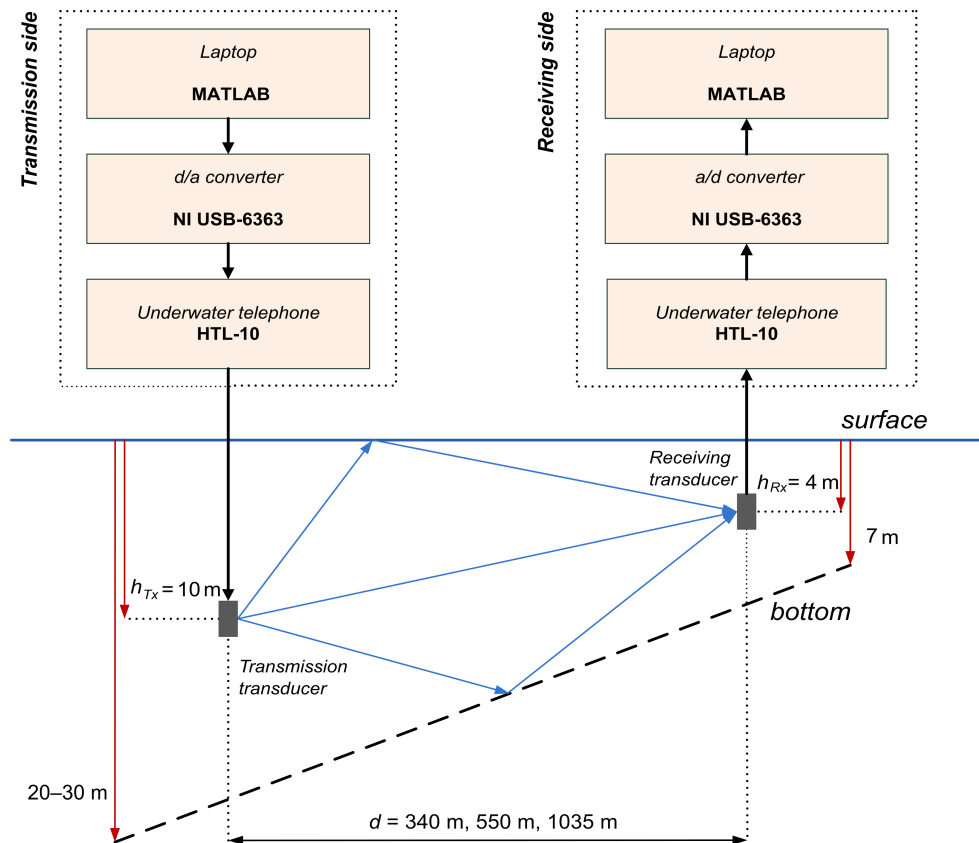 Transmission side
Laptop
MATLAB
d/a converter
NI USB-6363
Underwater telephone
HTL-10
Receiving side
Laptop
MATLAB
a/d converter
NI USB-6363
Underwater telephone
HTL-10
surface
Receiving
transducer
hRx = 4 m
7 m
hTx = 10 m
bottom
Transmission
transducer
20–30 m
d = 340 m, 550 m, 1035 m